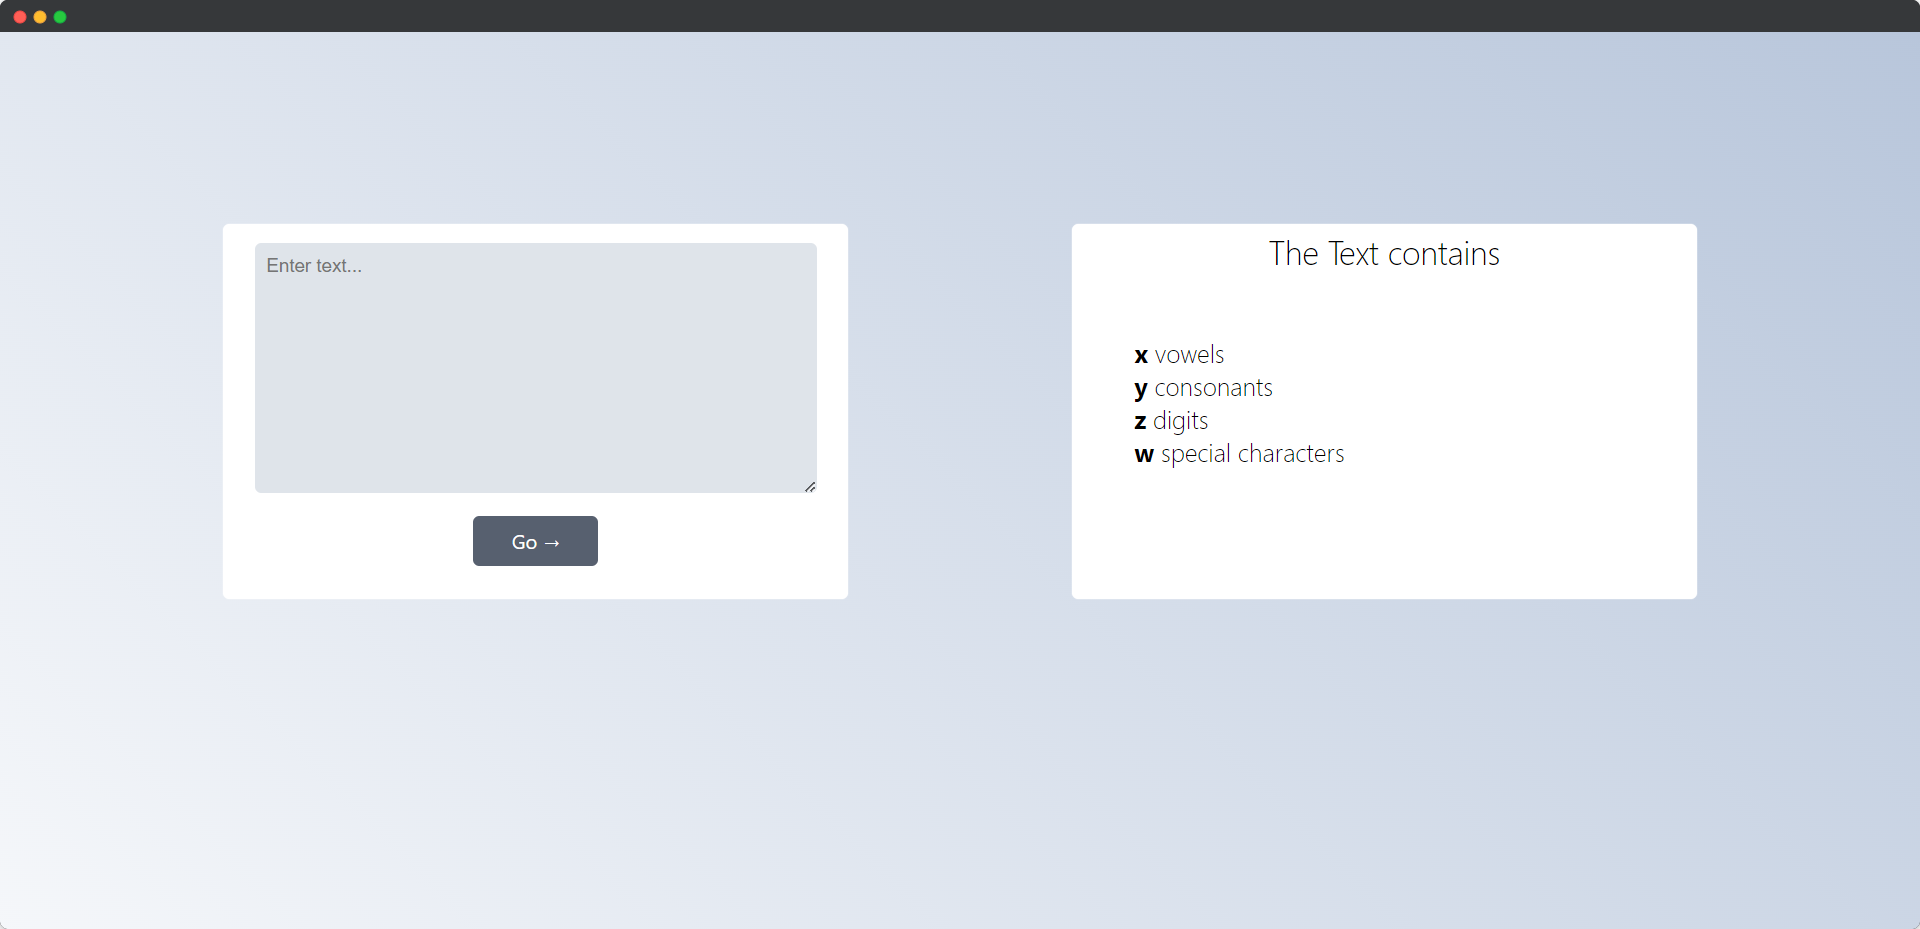 Enter text...
Go →
The Text contains
x vowels
y consonants
z digits
w special characters